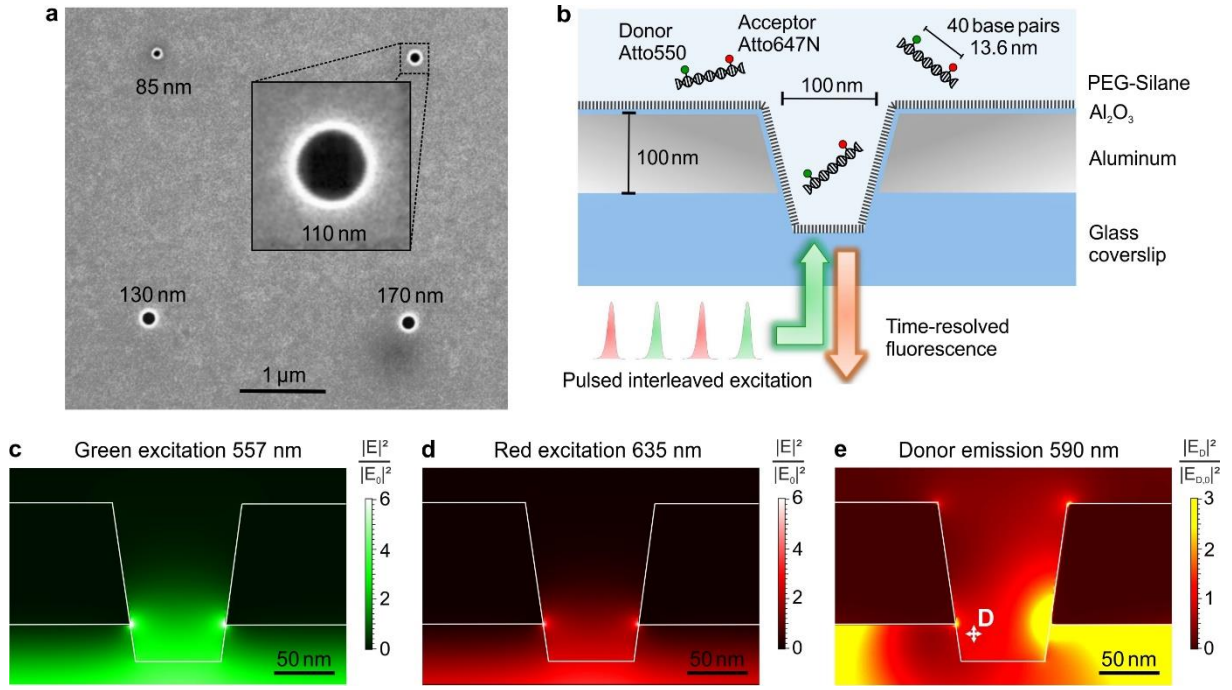 a
85 nm
110 nm
130 nm
170 nm
1 µm
b
Donor
Atto550
Acceptor
Atto647N
40 base pairs
13.6 nm
100 nm
100 nm
PEG-Silane
Al₂O₃
Aluminum
Glass
coverslip
Time-resolved
fluorescence
Pulsed interleaved excitation
c
Green excitation 557 nm
|E|²
|E₀|²
6
4
2
0
50 nm
d
Red excitation 635 nm
|E|²
|E₀|²
6
4
2
0
50 nm
e
Donor emission 590 nm
|E_D|²
|E_D,0|²
3
2
1
0
D
50 nm